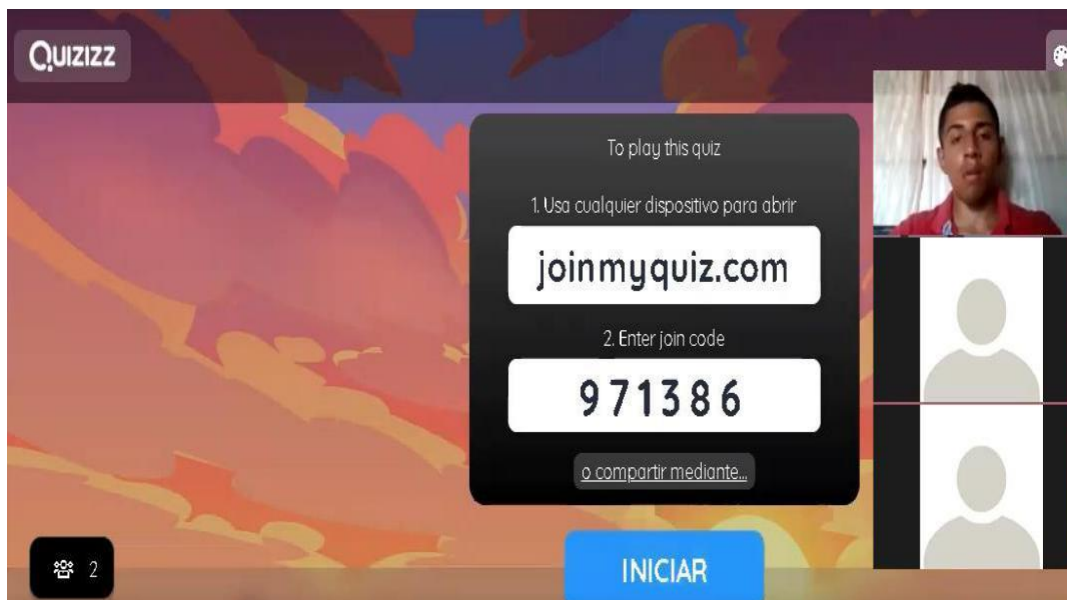 Quizizz
To play this quiz
1. Usa cualquier dispositivo para abrir
joinmyquiz.com
2. Enter join code
971386
o compartir mediante...
2
INICIAR